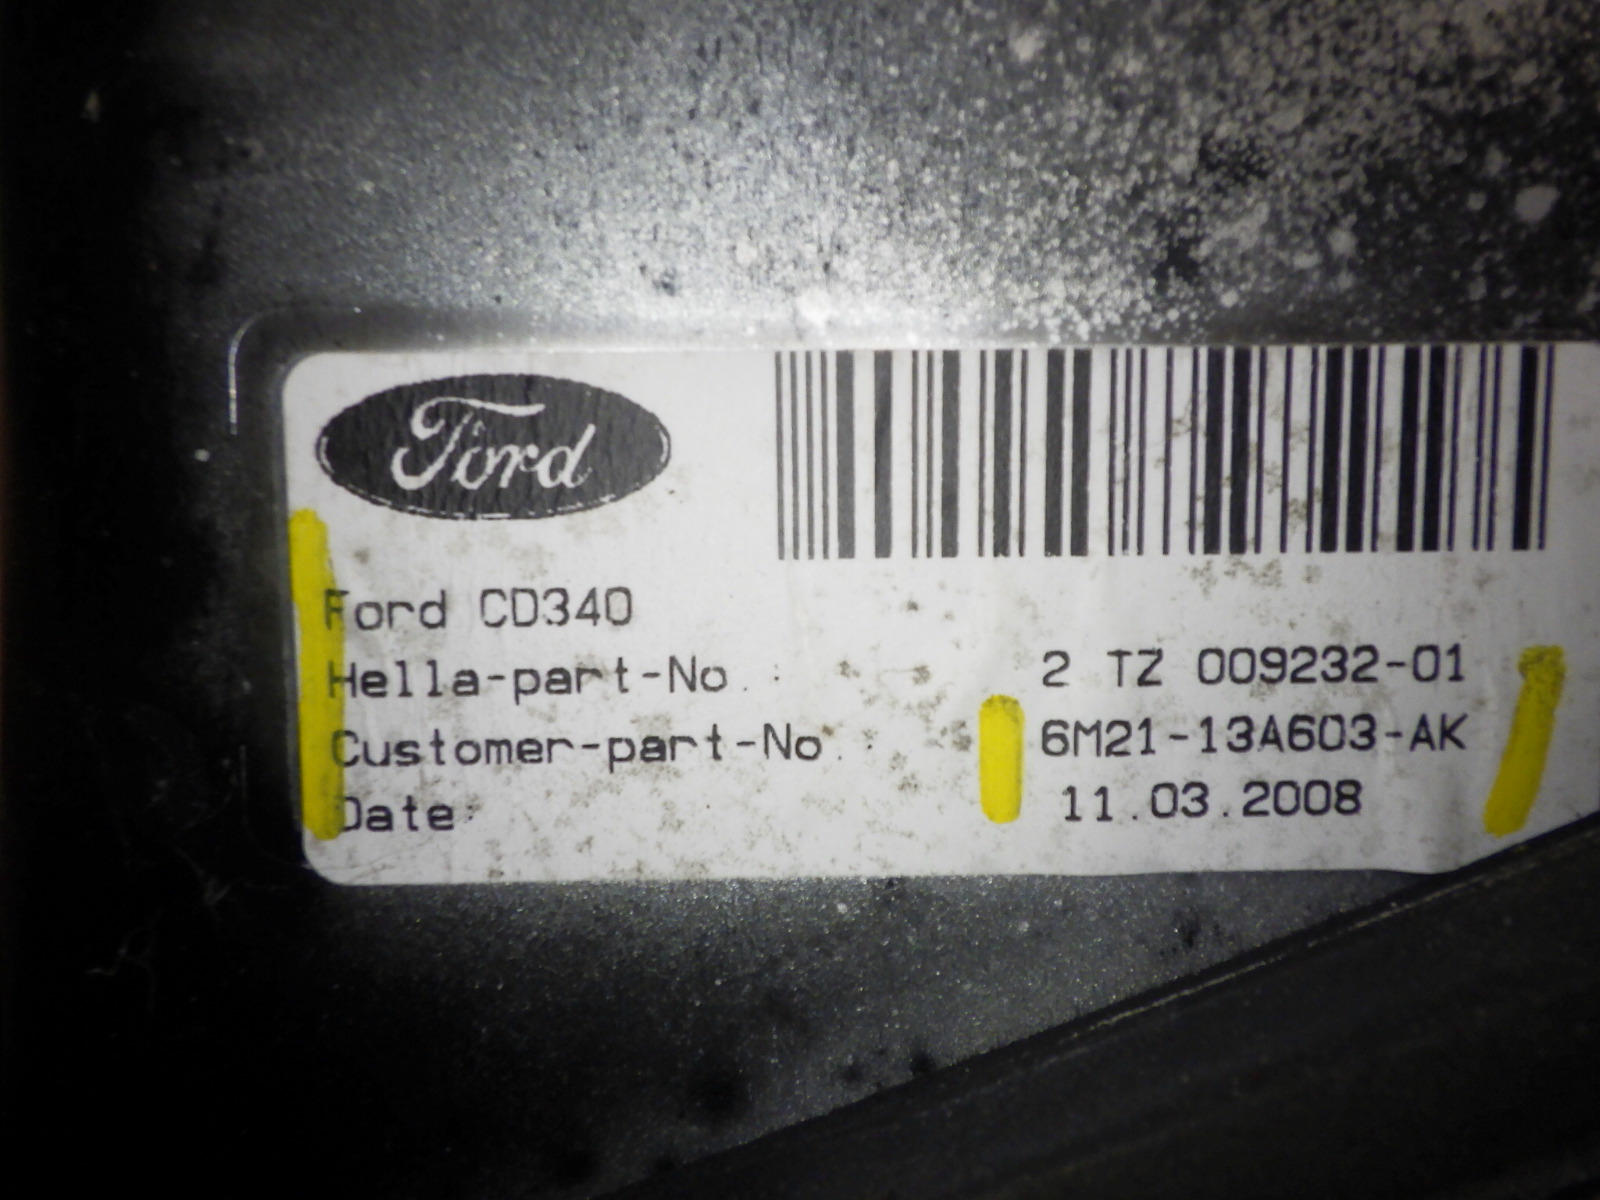 Ford
Ford CD340
Hella-part-No.: 2 TZ 009232-01
Customer-part-No.: 6M21-13A603-AK
Date: 11.03.2008